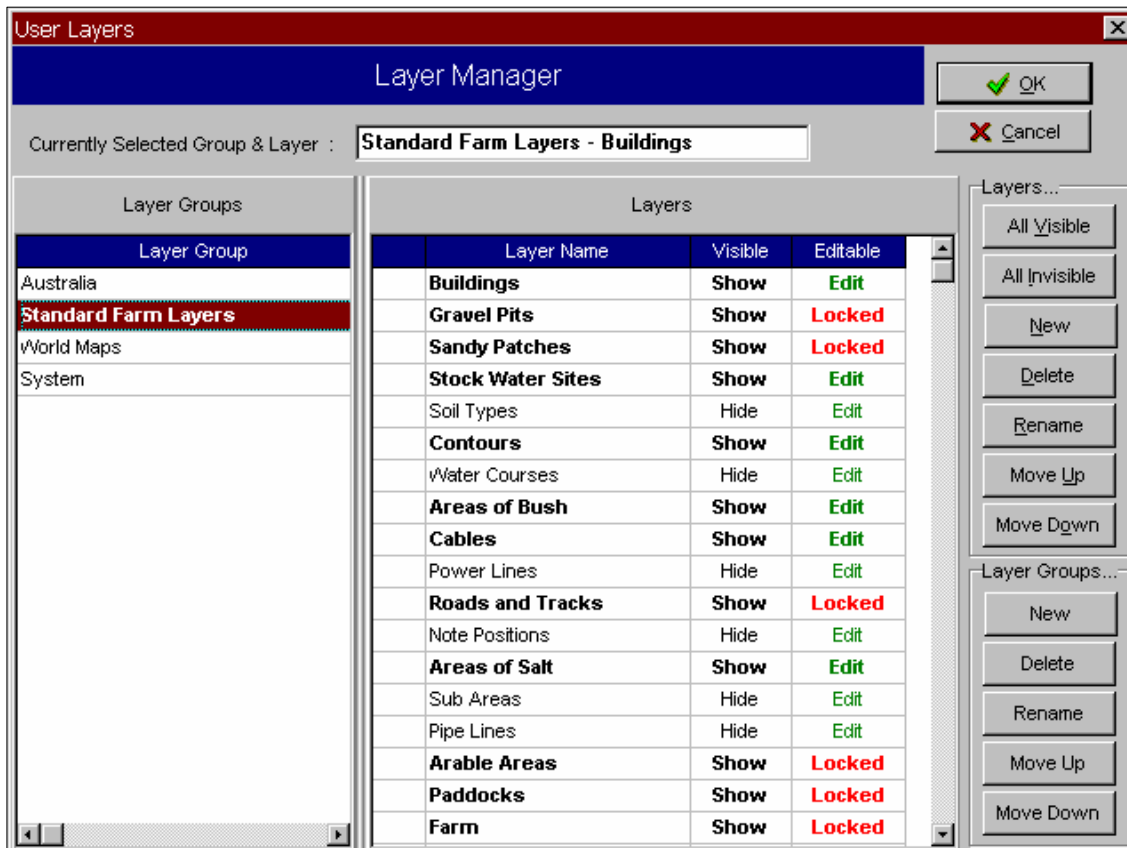 User Layers
Layer Manager
OK
Cancel
Currently Selected Group & Layer :
Standard Farm Layers - Buildings
Layer Groups
Layer Group
Australia
Standard Farm Layers
World Maps
System
Layers
Layer Name Visible Editable
Buildings Show Edit
Gravel Pits Show Locked
Sandy Patches Show Locked
Stock Water Sites Show Edit
Soil Types Hide Edit
Contours Show Edit
Water Courses Hide Edit
Areas of Bush Show Edit
Cables Show Edit
Power Lines Hide Edit
Roads and Tracks Show Locked
Note Positions Hide Edit
Areas of Salt Show Edit
Sub Areas Hide Edit
Pipe Lines Hide Edit
Arable Areas Show Locked
Paddocks Show Locked
Farm Show Locked
Layers...
All Visible
All Invisible
New
Delete
Rename
Move Up
Move Down
Layer Groups...
New
Delete
Rename
Move Up
Move Down